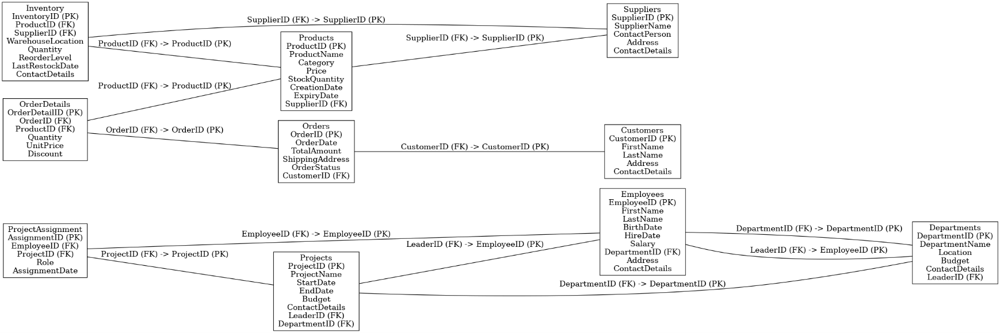 Inventory
InventoryID (PK)
ProductID (FK)
SupplierID (FK)
WarehouseLocation
Quantity
ReorderLevel
LastRestockDate
ContactDetails
SupplierID (FK) -> SupplierID (PK)
ProductID (FK) -> ProductID (PK)
Products
ProductID (PK)
ProductName
Category
Price
StockQuantity
CreationDate
ExpiryDate
SupplierID (FK)
SupplierID (FK) -> SupplierID (PK)
Suppliers
SupplierID (PK)
SupplierName
ContactPerson
Address
ContactDetails
ProductID (FK) -> ProductID (PK)
OrderDetails
OrderDetailID (PK)
OrderID (FK)
ProductID (FK)
Quantity
UnitPrice
Discount
OrderID (FK) -> OrderID (PK)
Orders
OrderID (PK)
OrderDate
TotalAmount
ShippingAddress
OrderStatus
CustomerID (FK)
CustomerID (FK) -> CustomerID (PK)
Customers
CustomerID (PK)
FirstName
LastName
Address
ContactDetails
ProjectAssignment
AssignmentID (PK)
EmployeeID (FK)
ProjectID (FK)
Role
AssignmentDate
EmployeeID (FK) -> EmployeeID (PK)
ProjectID (FK) -> ProjectID (PK)
Projects
ProjectID (PK)
ProjectName
StartDate
EndDate
Budget
ContactDetails
LeaderID (FK)
DepartmentID (FK)
LeaderID (FK) -> EmployeeID (PK)
DepartmentID (FK) -> DepartmentID (PK)
Employees
EmployeeID (PK)
FirstName
LastName
BirthDate
HireDate
Salary
DepartmentID (FK)
Address
ContactDetails
DepartmentID (FK) -> DepartmentID (PK)
LeaderID (FK) -> EmployeeID (PK)
Departments
DepartmentID (PK)
DepartmentName
Location
Budget
ContactDetails
LeaderID (FK)